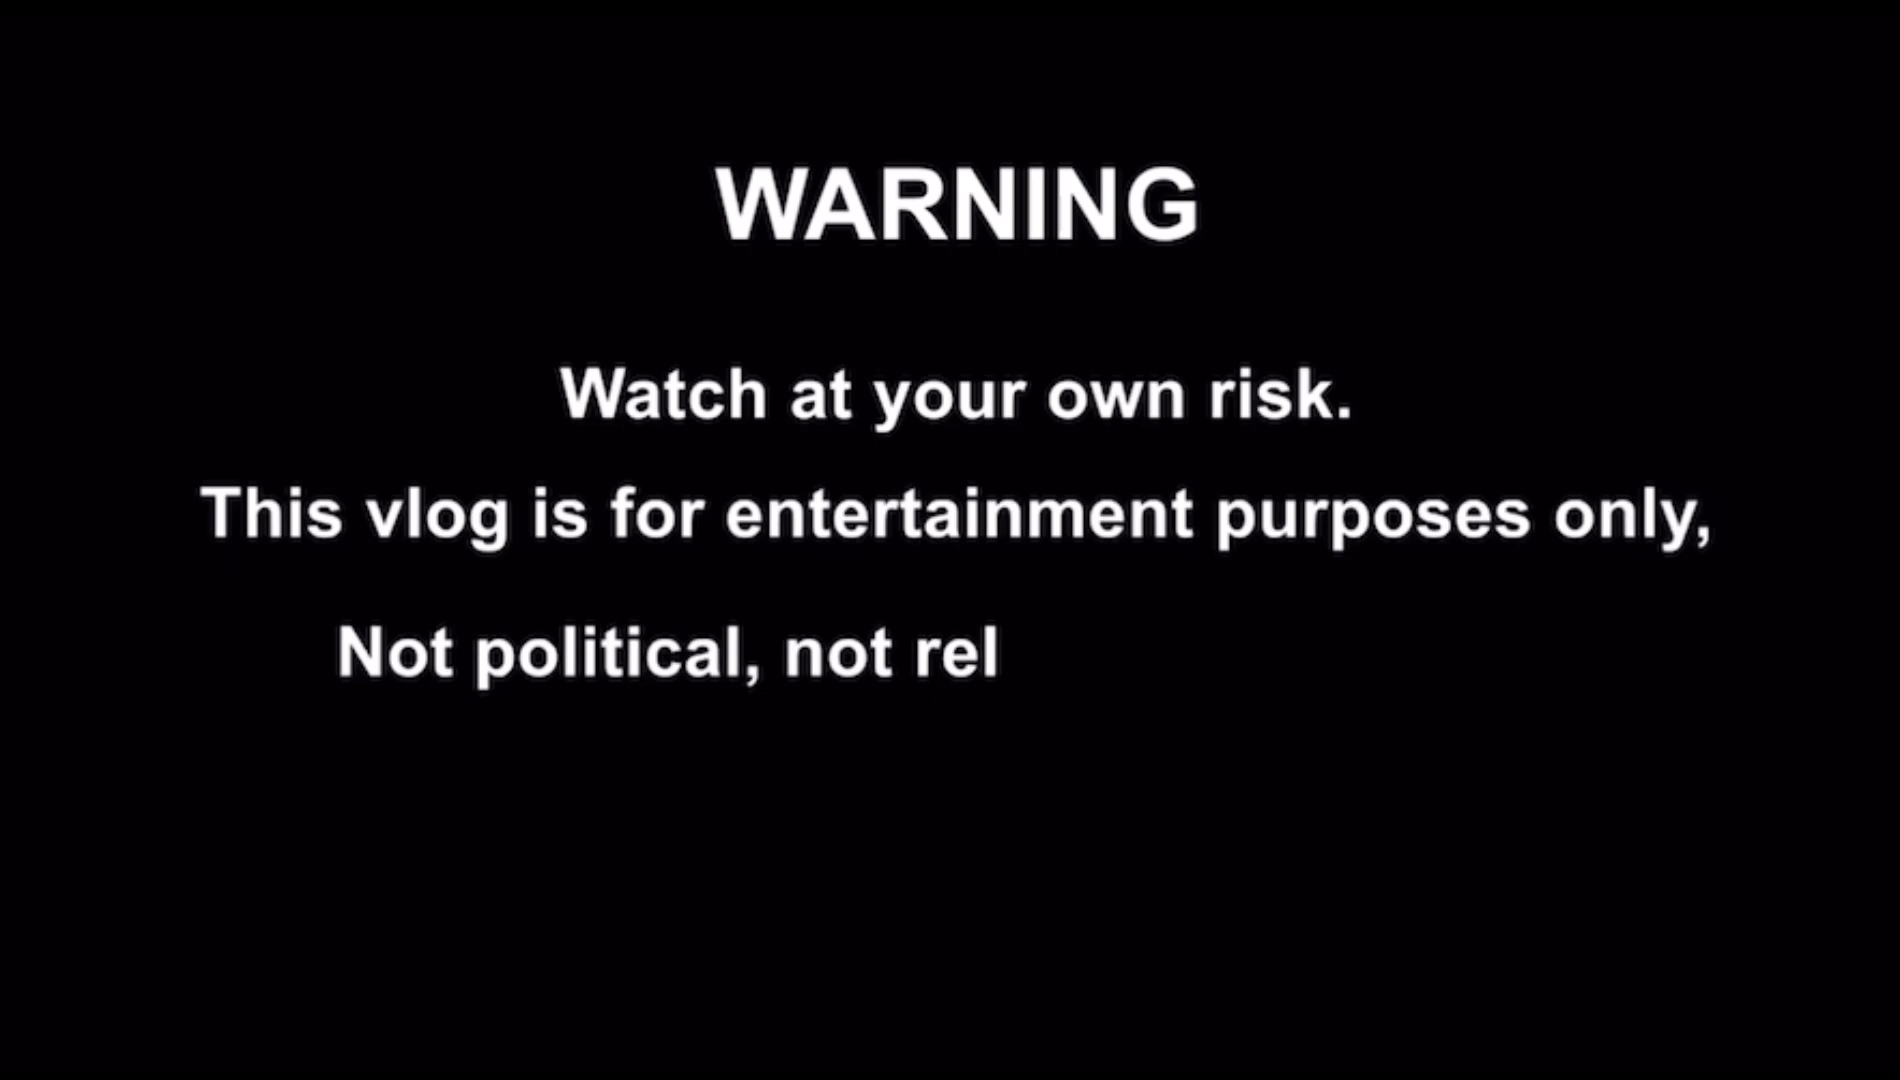 WARNING
Watch at your own risk.
This vlog is for entertainment purposes only,
Not political, not rel